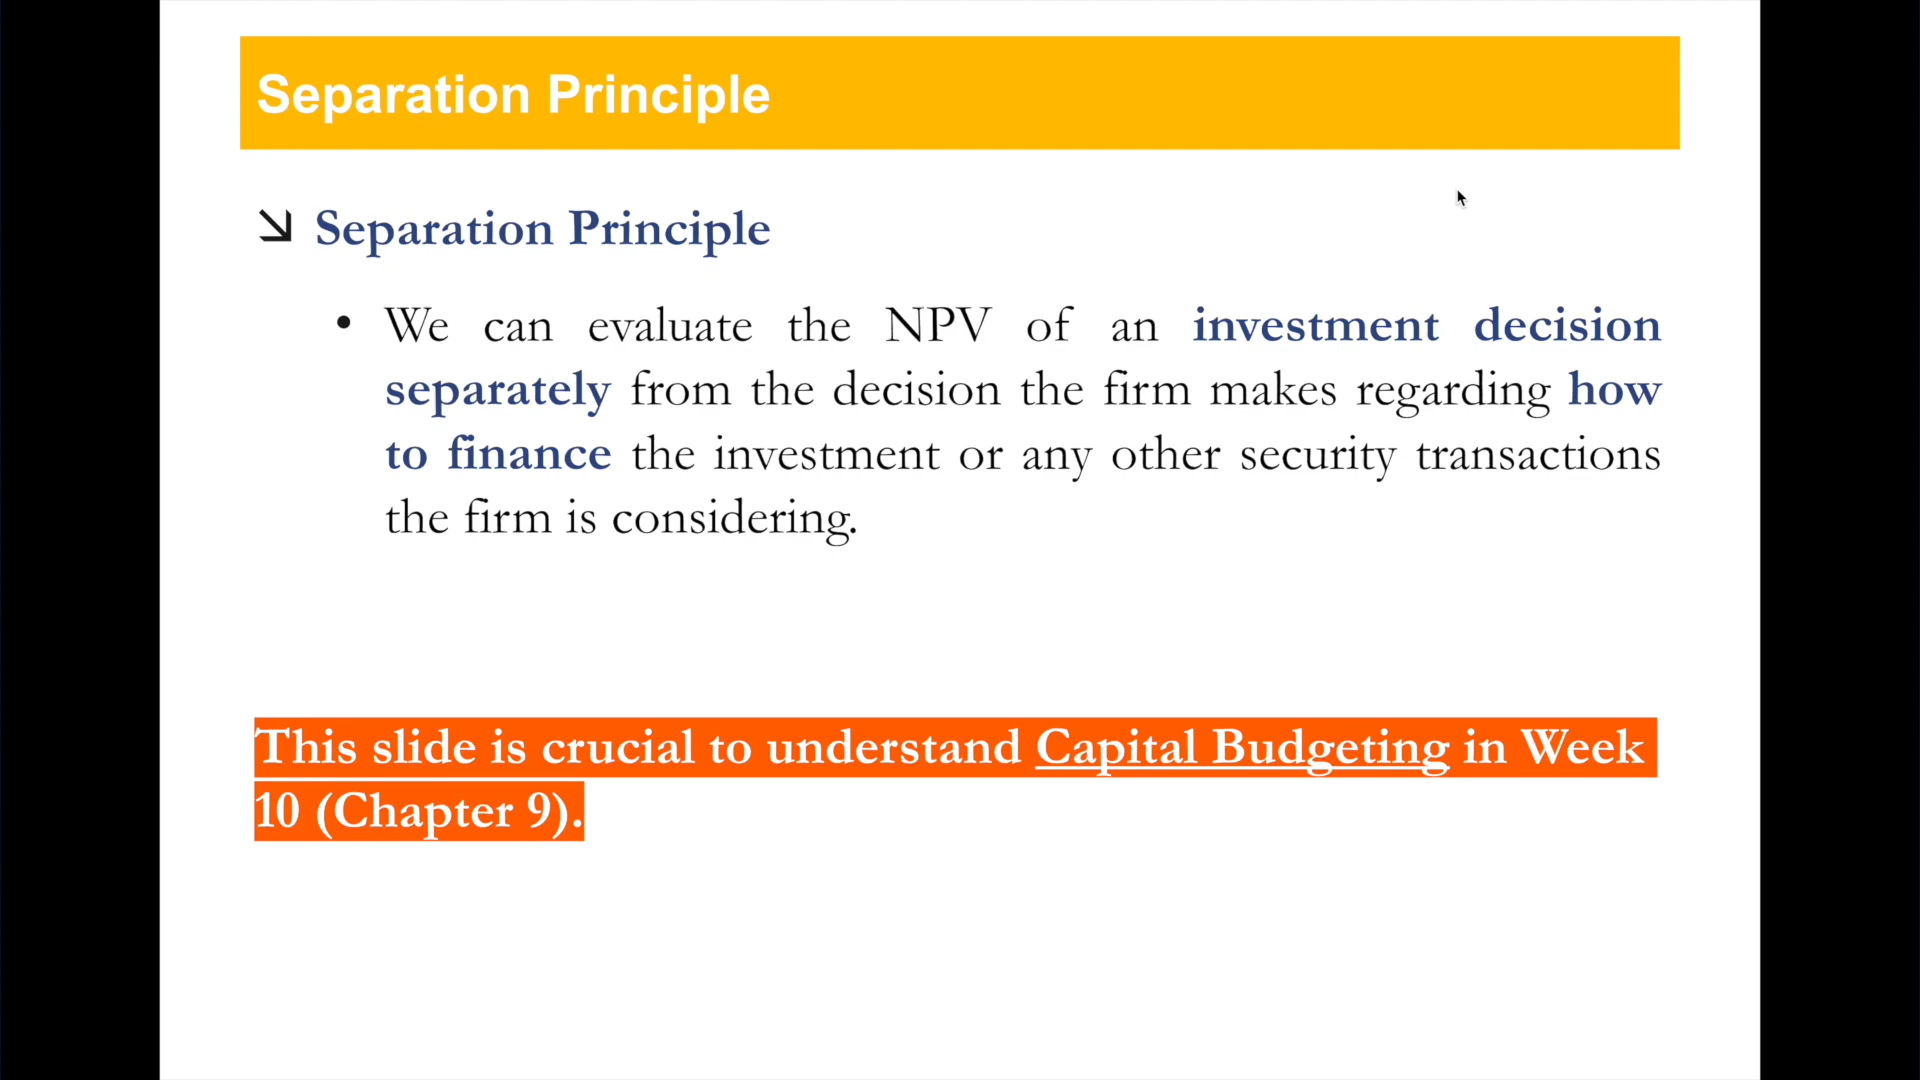 Separation Principle
Separation Principle
• We can evaluate the NPV of an investment decision
separately from the decision the firm makes regarding how
to finance the investment or any other security transactions
the firm is considering.
This slide is crucial to understand Capital Budgeting in Week
10 (Chapter 9).